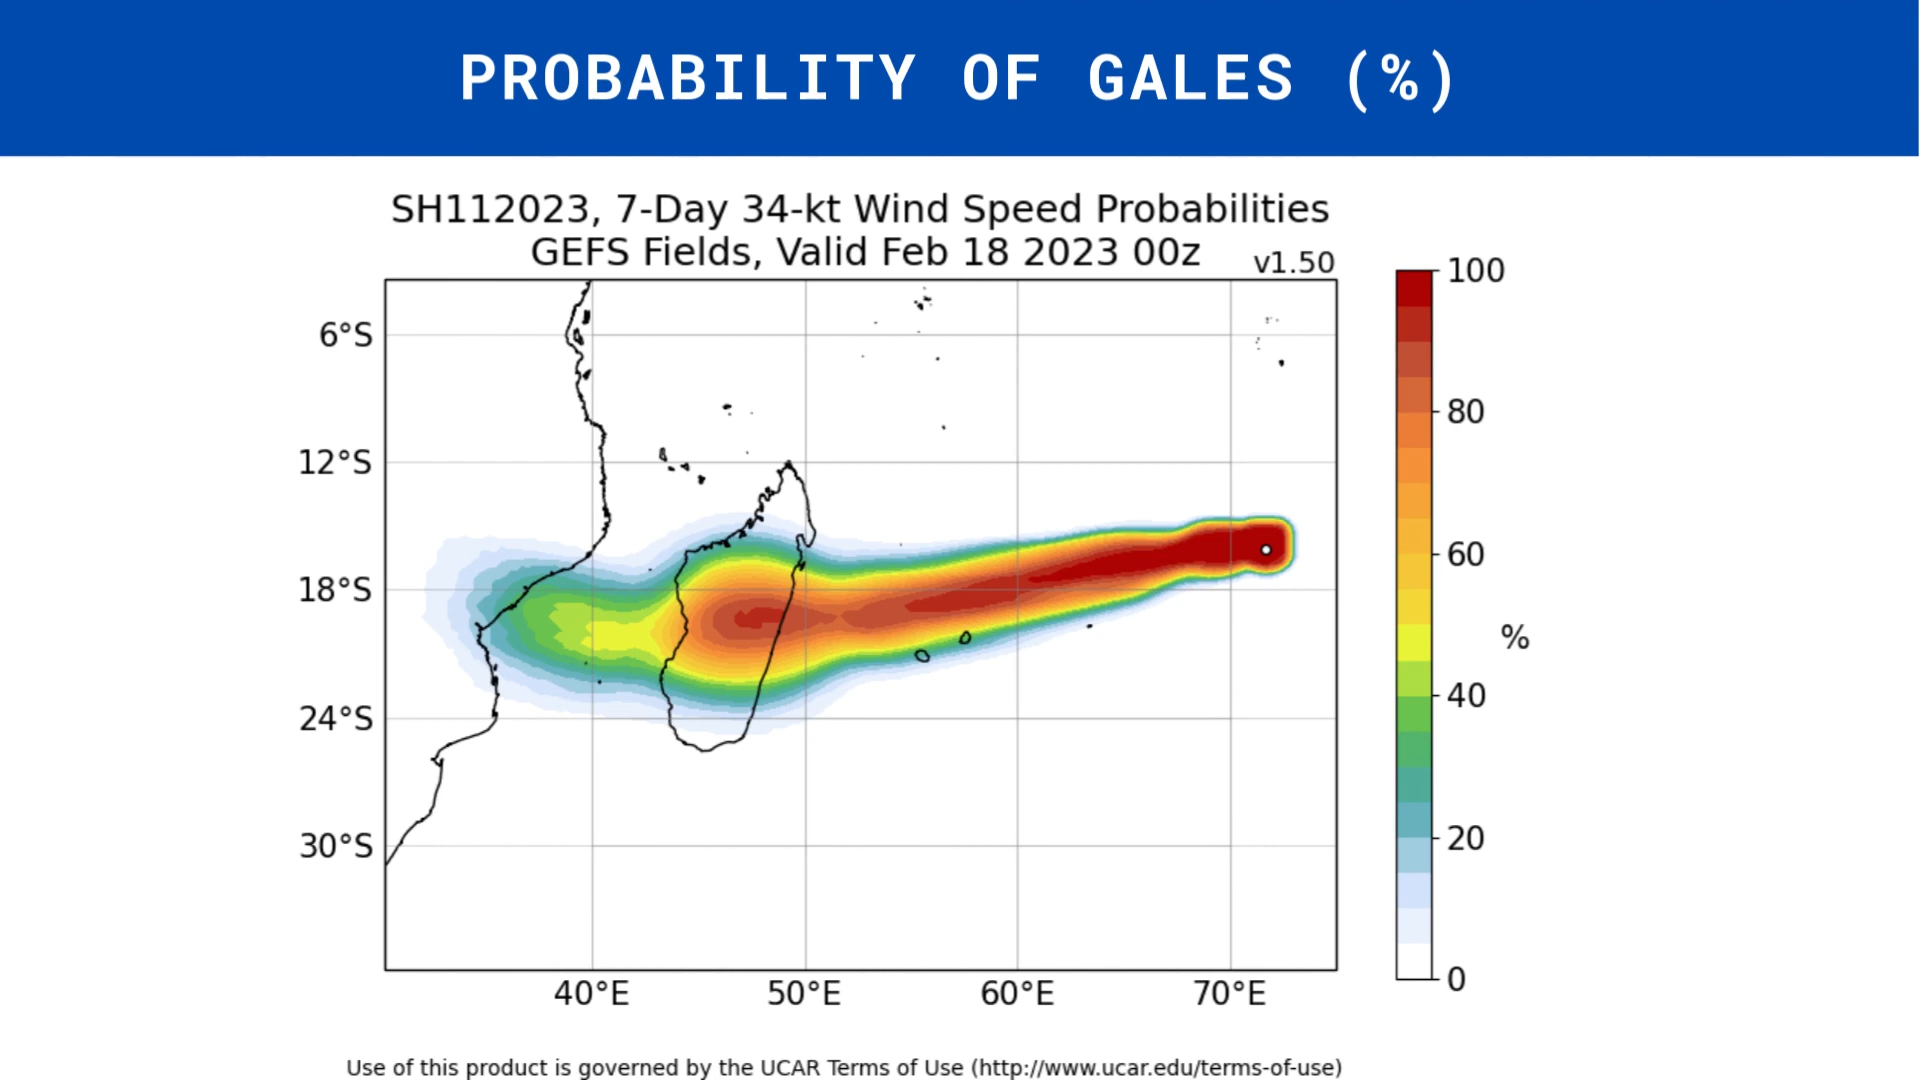 PROBABILITY OF GALES (%)
SH112023, 7-Day 34-kt Wind Speed Probabilities
GEFS Fields, Valid Feb 18 2023 00z
v1.50
6°S
12°S
18°S
24°S
30°S
40°E
50°E
60°E
70°E
100
80
60
40
20
0
%
Use of this product is governed by the UCAR Terms of Use (http://www.ucar.edu/terms-of-use)